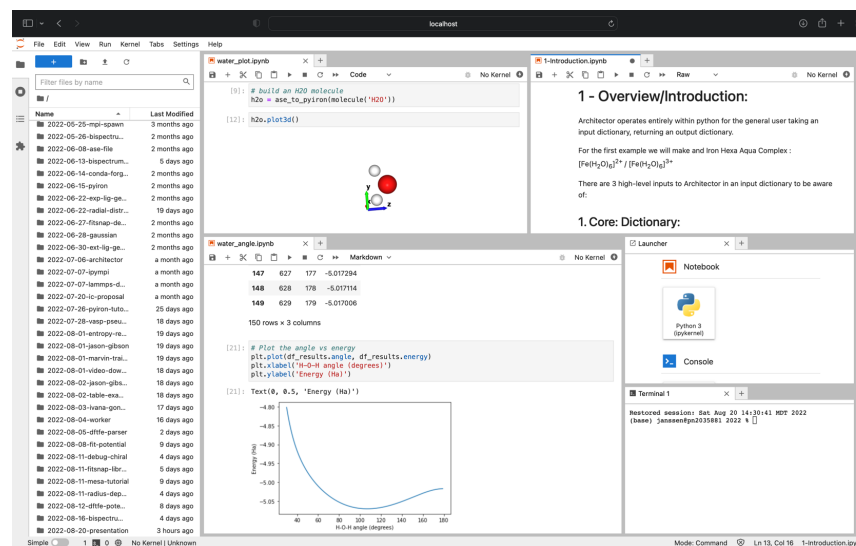 localhost
File Edit View Run Kernel Tabs Settings Help
Filter files by name
/
Name Last Modified
2022-05-25-mpi-spawn 3 months ago
2022-05-26-bispectru... 2 months ago
2022-06-08-ase-file 2 months ago
2022-06-13-bispectrum... 5 days ago
2022-06-14-conda-forg... 2 months ago
2022-06-15-pyiron 2 months ago
2022-06-22-exp-lig-ge... 2 months ago
2022-06-22-radial-distr... 19 days ago
2022-06-27-fitsnap-de... 2 months ago
2022-06-28-gaussian 2 months ago
2022-06-30-ext-lig-ge... 2 months ago
2022-07-06-architector a month ago
2022-07-07-ipympi a month ago
2022-07-07-lammps-d... a month ago
2022-07-20-ic-proposal a month ago
2022-07-26-pyiron-tuto... 25 days ago
2022-07-28-vasp-pseu... 18 days ago
2022-08-01-entropy-re... 19 days ago
2022-08-01-jason-gibson 19 days ago
2022-08-01-marvin-trai... 19 days ago
2022-08-01-video-dow... 18 days ago
2022-08-02-jason-gibs... 18 days ago
2022-08-02-table-exa... 18 days ago
2022-08-03-ivana-gon... 17 days ago
2022-08-04-worker 16 days ago
2022-08-05-dftfe-parser 2 days ago
2022-08-08-fit-potential 9 days ago
2022-08-11-debug-chiral 4 days ago
2022-08-11-fitsnap-libr... 5 days ago
2022-08-11-mesa-tutorial 9 days ago
2022-08-11-radius-dep... 4 days ago
2022-08-12-dftfe-pote... 8 days ago
2022-08-16-bispectru... 4 days ago
2022-08-20-presentation 3 hours ago
water_plot.ipynb
Code No Kernel
[9]: # build an H2O molecule
h2o = ase_to_pyiron(molecule('H2O'))
[12]: h2o.plot3d()
y
z
1-Introduction.ipynb
Raw No Kernel
1 - Overview/Introduction:
Architector operates entirely within python for the general user taking an
input dictionary, returning an output dictionary.
For the first example we will make and Iron Hexa Aqua Complex :
[Fe(H2O)6]2+ / [Fe(H2O)6]3+
There are 3 high-level inputs to Architector in an input dictionary to be aware
of:
1. Core: Dictionary:
water_angle.ipynb
Markdown No Kernel
147 627 177 -5.017294
148 628 178 -5.017114
149 629 179 -5.017006
150 rows × 3 columns
[21]: # Plot the angle vs energy
plt.plot(df_results.angle, df_results.energy)
plt.xlabel('H-O-H angle (degrees)')
plt.ylabel('Energy (Ha)')
[21]: Text(0, 0.5, 'Energy (Ha)')
Energy (Ha)
-4.80
-4.85
-4.90
-4.95
-5.00
-5.05
40 60 80 100 120 140 160 180
H-O-H angle (degrees)
Launcher
Notebook
Python 3
(ipykernel)
Console
Terminal 1
Restored session: Sat Aug 20 14:30:41 MDT 2022
(base) janssen@pn2035881 2022 %
Simple 1 0 No Kernel | Unknown
Mode: Command Ln 13, Col 16 1-Introduction.ipy